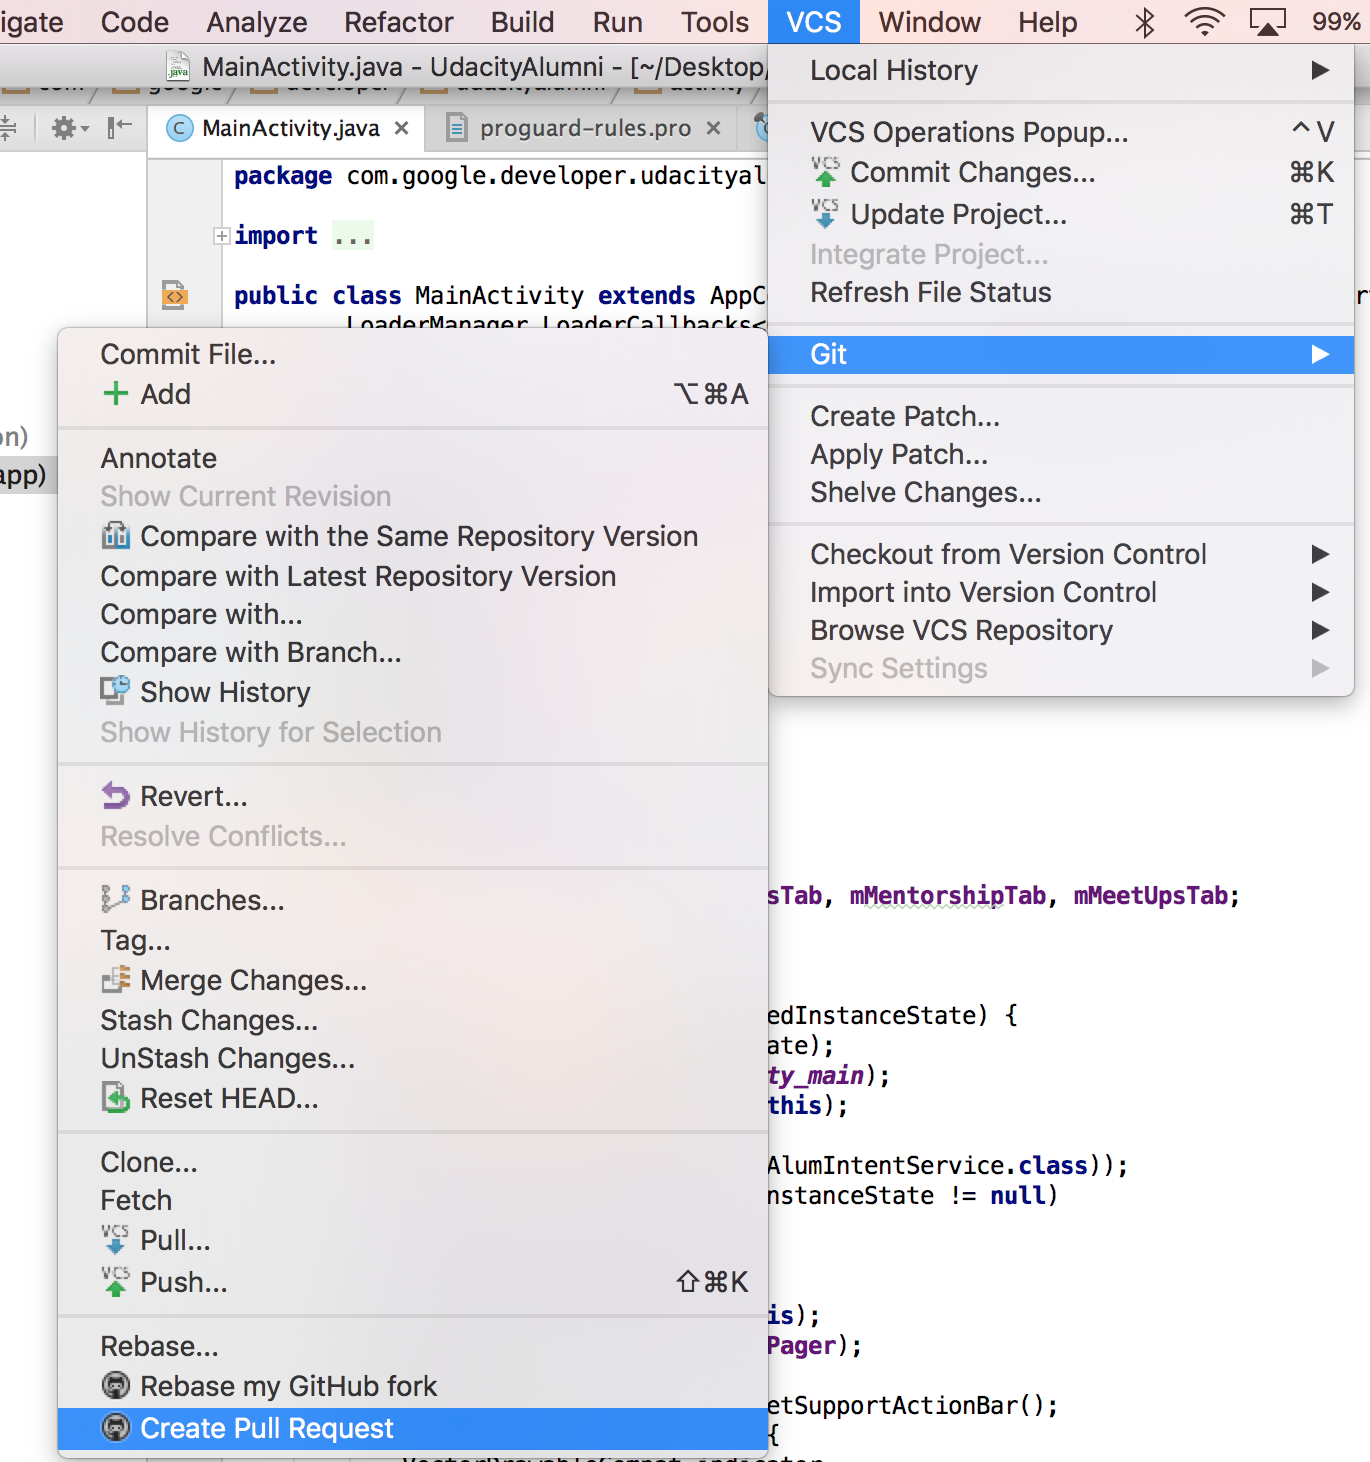 igate Code Analyze Refactor Build Run Tools VCS Window Help 99%
MainActivity.java - UdacityAlumni - [~/Desktop/
MainActivity.java × proguard-rules.pro ×
package com.google.developer.udacityal
import ...
public class MainActivity extends AppC
LoaderManager.LoaderCallbacks<
on)
app)
Local History
VCS Operations Popup... ^V
Commit Changes... ⌘K
Update Project... ⌘T
Integrate Project...
Refresh File Status
Git
Create Patch...
Apply Patch...
Shelve Changes...
Checkout from Version Control
Import into Version Control
Browse VCS Repository
Sync Settings
Commit File...
Add ⌥⌘A
Annotate
Show Current Revision
Compare with the Same Repository Version
Compare with Latest Repository Version
Compare with...
Compare with Branch...
Show History
Show History for Selection
Revert...
Resolve Conflicts...
Branches...
Tag...
Merge Changes...
Stash Changes...
UnStash Changes...
Reset HEAD...
Clone...
Fetch
Pull...
Push... ⇧⌘K
Rebase...
Rebase my GitHub fork
Create Pull Request
sTab, mMentorshipTab, mMeetUpsTab;
edInstanceState) {
ate);
ty_main);
this);
AlumIntentService.class));
nstanceState != null)
is);
Pager);
etSupportActionBar();
{